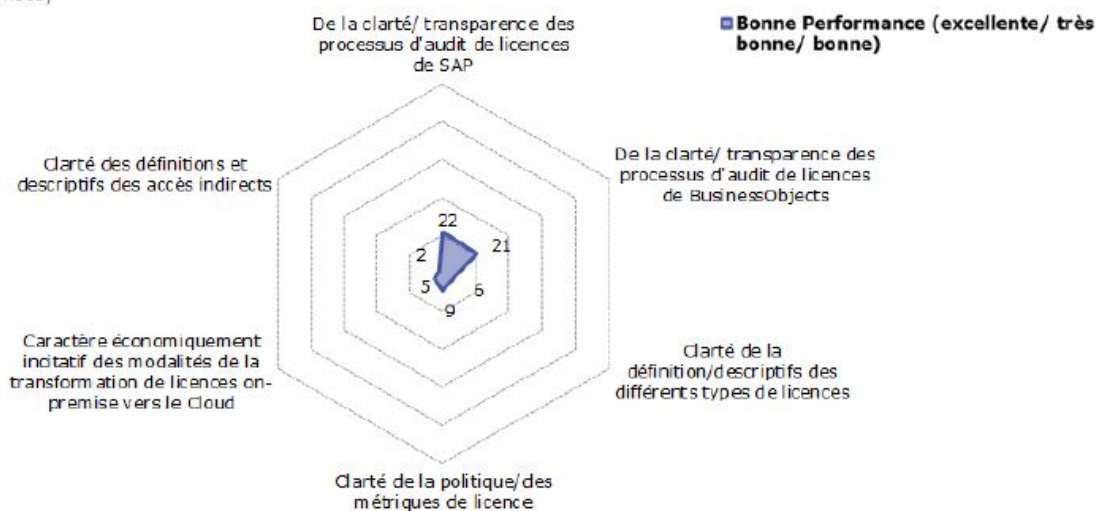 De la clarté/ transparence des
processus d'audit de licences
de SAP
Bonne Performance (excellente/ très
bonne/ bonne)
De la clarté/ transparence des
processus d'audit de licences
de BusinessObjects
Clarté des définitions et
descriptifs des accès indirects
22
21
2
5
6
9
Caractère économiquement
incitatif des modalités de la
transformation de licences on-
premise vers le Cloud
Clarté de la
définition/descriptifs des
différents types de licences
Clarté de la politique/des
métriques de licence